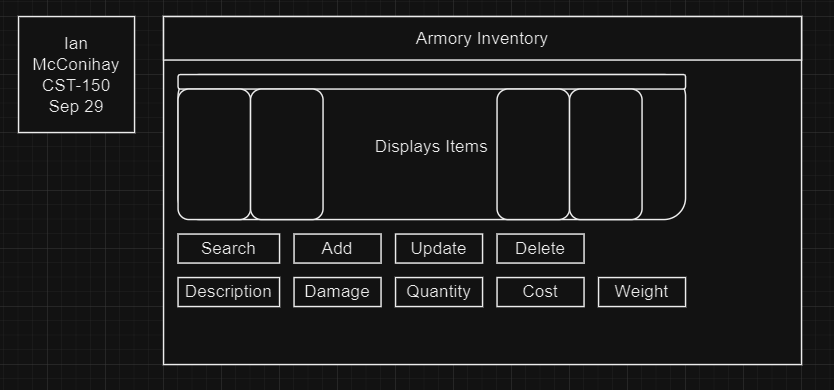 Ian
McConihay
CST-150
Sep 29
Armory Inventory
Displays Items
Search Add Update Delete
Description Damage Quantity Cost Weight